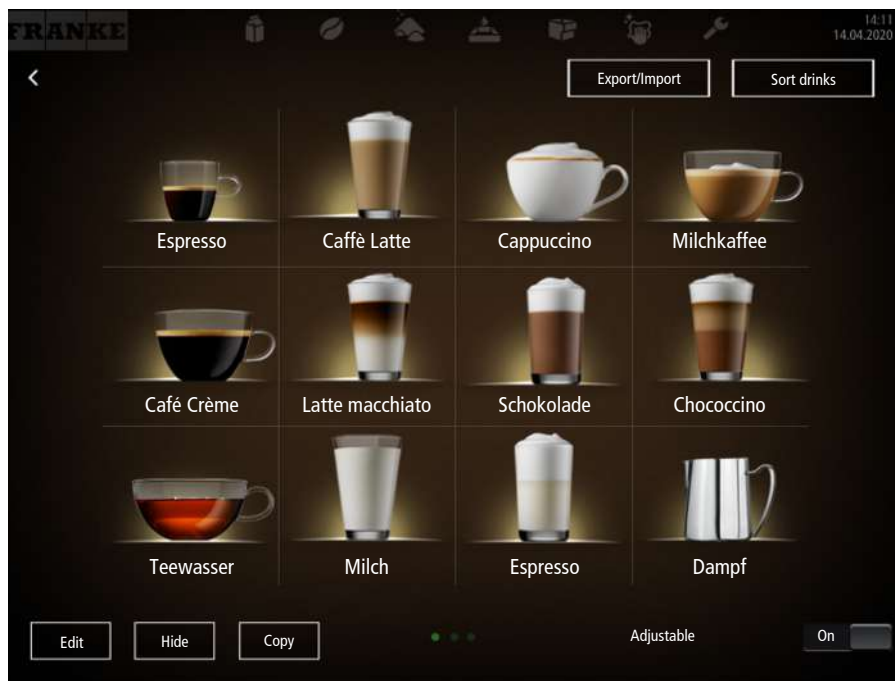 FRANKE
14:11
14.04.2020
Export/Import
Sort drinks
Espresso
Caffè Latte
Cappuccino
Milchkaffee
Café Crème
Latte macchiato
Schokolade
Chococcino
Teewasser
Milch
Espresso
Dampf
Edit
Hide
Copy
Adjustable
On